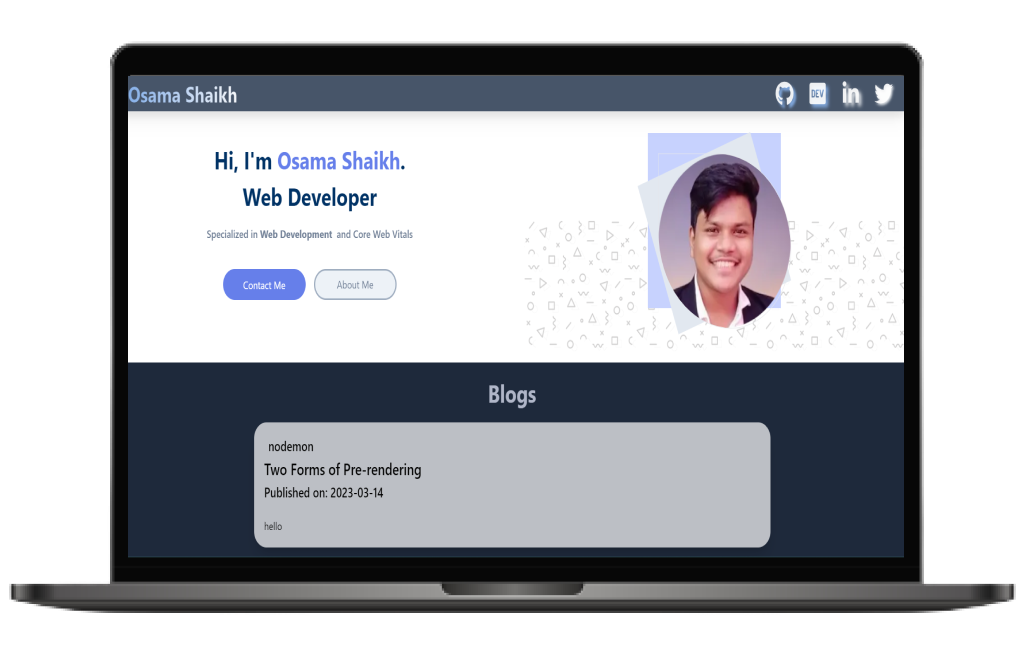 Osama Shaikh
DEV
in
Hi, I'm Osama Shaikh.
Web Developer
Specialized in Web Development and Core Web Vitals
Contact Me
About Me
Blogs
nodemon
Two Forms of Pre-rendering
Published on: 2023-03-14
hello